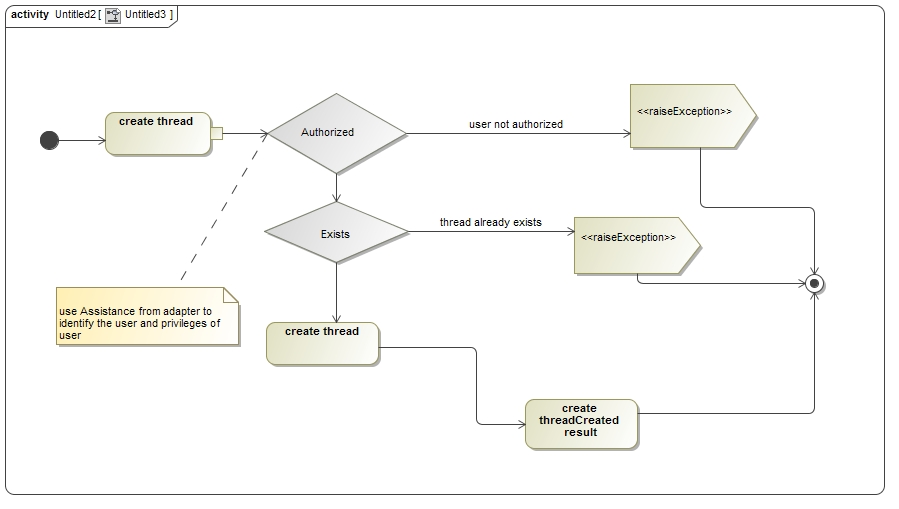 activity Untitled2 [ Untitled3 ]
create thread
Authorized
user not authorized
<<raiseException>>
Exists
thread already exists
<<raiseException>>
use Assistance from adapter to
identify the user and privileges of
user
create thread
create
threadCreated
result